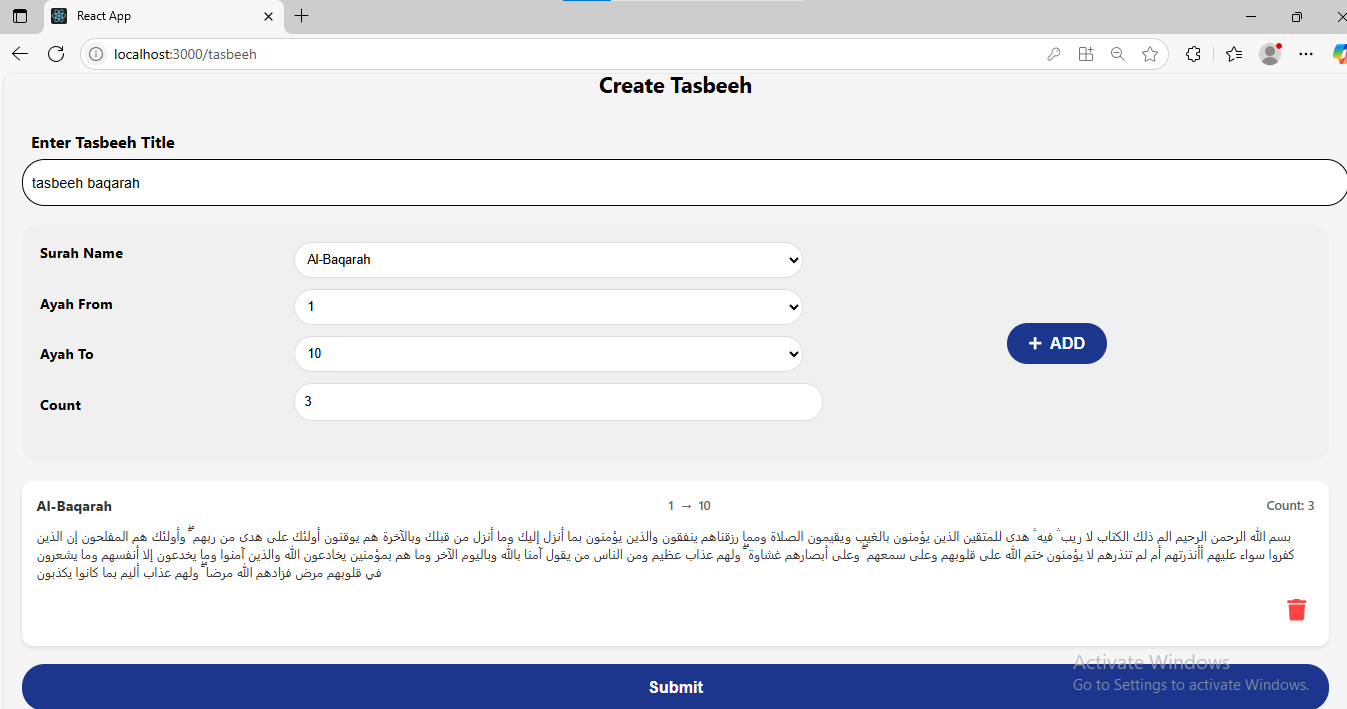 React App
localhost:3000/tasbeeh
Create Tasbeeh
Enter Tasbeeh Title
tasbeeh baqarah
Surah Name
Al-Baqarah
Ayah From
1
Ayah To
10
+ ADD
Count
3
Al-Baqarah 1 → 10 Count: 3
بسم الله الرحمن الرحيم الم ذلك الكتاب لا ريب ۛ فيه ۛ هدى للمتقين الذين يؤمنون بالغيب ويقيمون الصلاة ومما رزقناهم ينفقون والذين يؤمنون بما أنزل إليك وما أنزل من قبلك وبالآخرة هم يوقنون أولئك على هدى من ربهم ۖ وأولئك هم المفلحون إن الذين
كفروا سواء عليهم أأنذرتهم أم لم تنذرهم لا يؤمنون ختم الله على قلوبهم وعلى سمعهم ۖ وعلى أبصارهم غشاوة ۖ ولهم عذاب عظيم ومن الناس من يقول آمنا بالله وباليوم الآخر وما هم بمؤمنين يخادعون الله والذين آمنوا وما يخدعون إلا أنفسهم وما يشعرون
في قلوبهم مرض فزادهم الله مرضا ۖ ولهم عذاب أليم بما كانوا يكذبون
Submit
Activate Windows
Go to Settings to activate Windows.